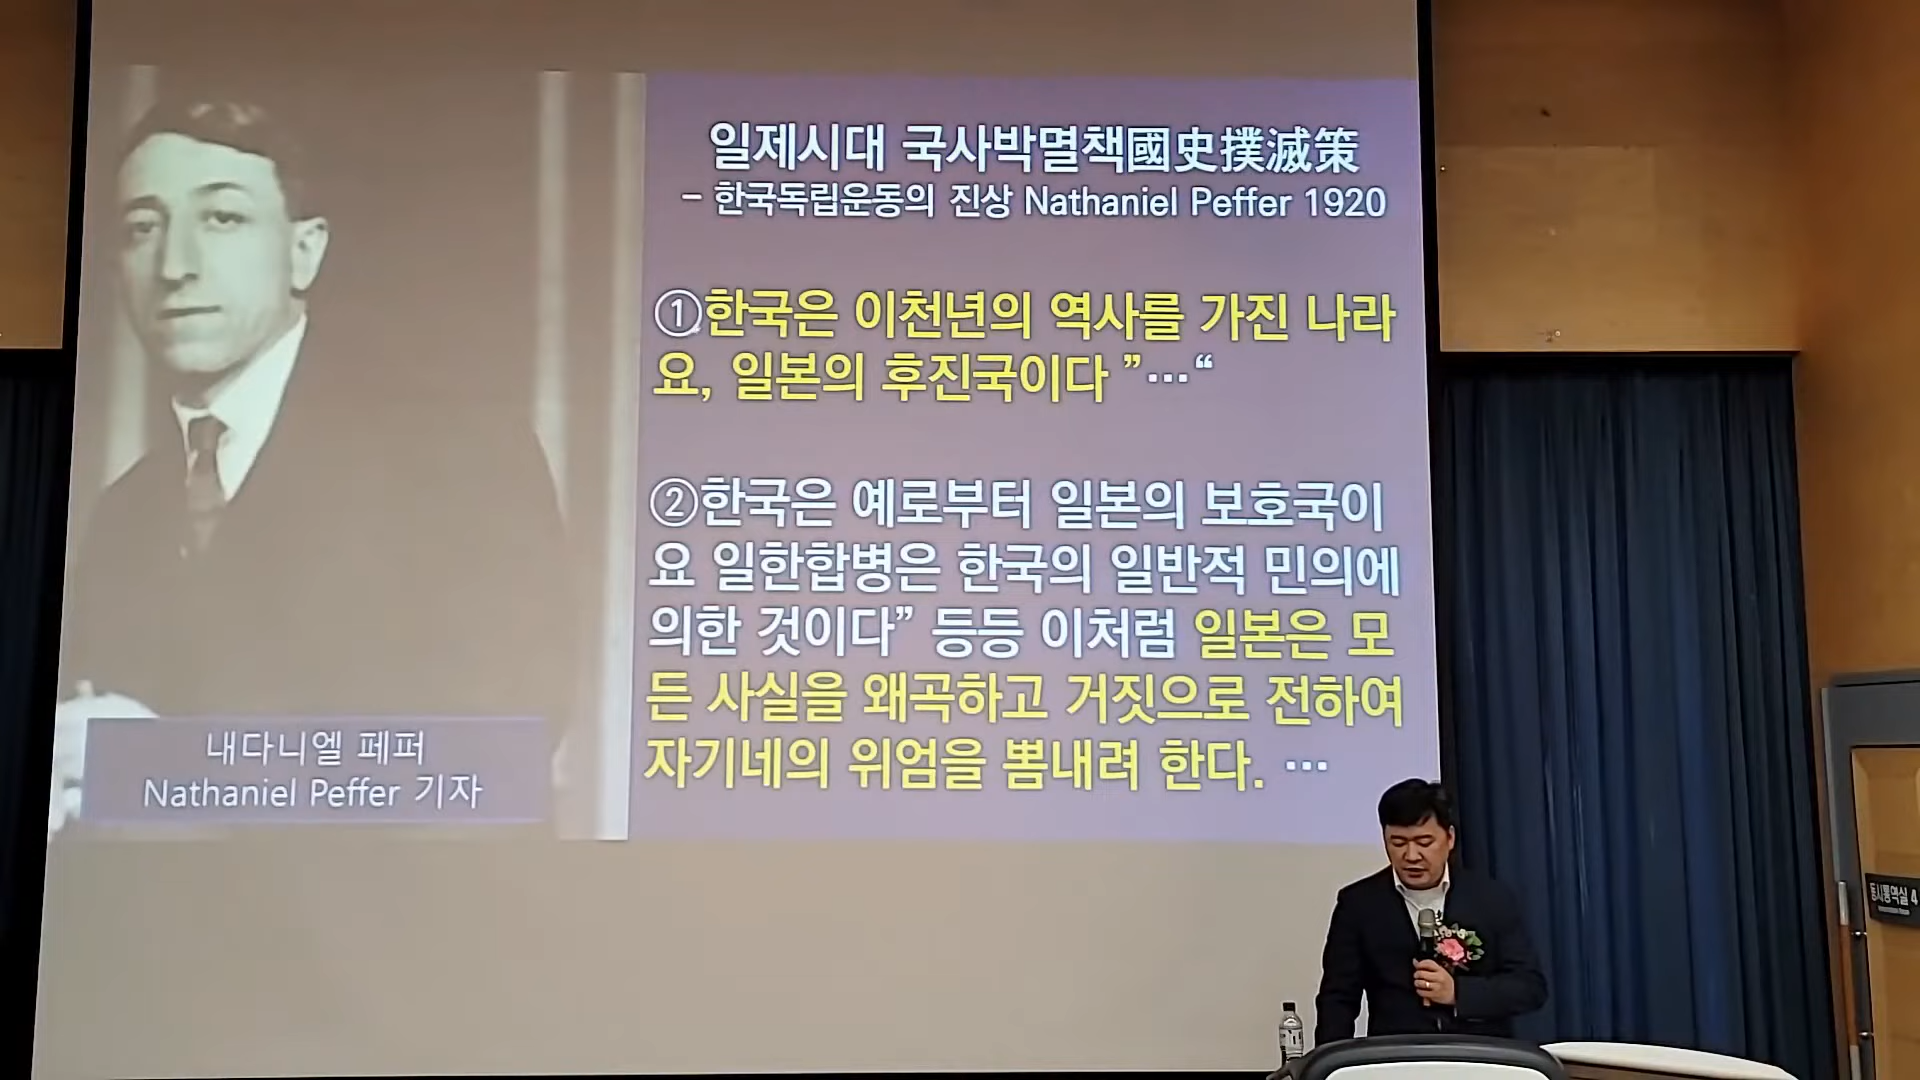 일제시대 국사박멸책國史撲滅策
- 한국독립운동의 진상 Nathaniel Peffer 1920
①한국은 이천년의 역사를 가진 나라
요, 일본의 후진국이다 ”…“
②한국은 예로부터 일본의 보호국이
요 일한합병은 한국의 일반적 민의에
의한 것이다” 등등 이처럼 일본은 모
든 사실을 왜곡하고 거짓으로 전하여
자기네의 위엄을 뽐내려 한다. …
내다니엘 페퍼
Nathaniel Peffer 기자
동시통역실 4